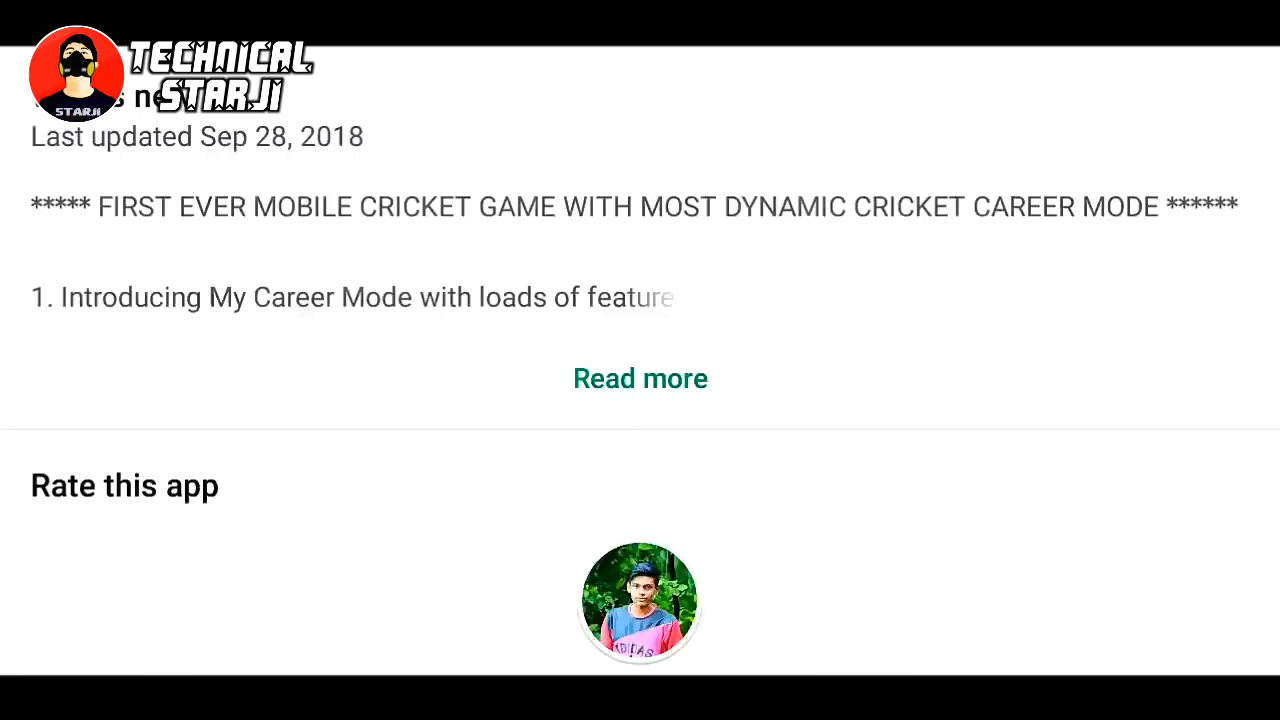 TECHNICAL
STARJI
STARJI
Last updated Sep 28, 2018
***** FIRST EVER MOBILE CRICKET GAME WITH MOST DYNAMIC CRICKET CAREER MODE ******
1. Introducing My Career Mode with loads of feature
Read more
Rate this app
ADIDAS